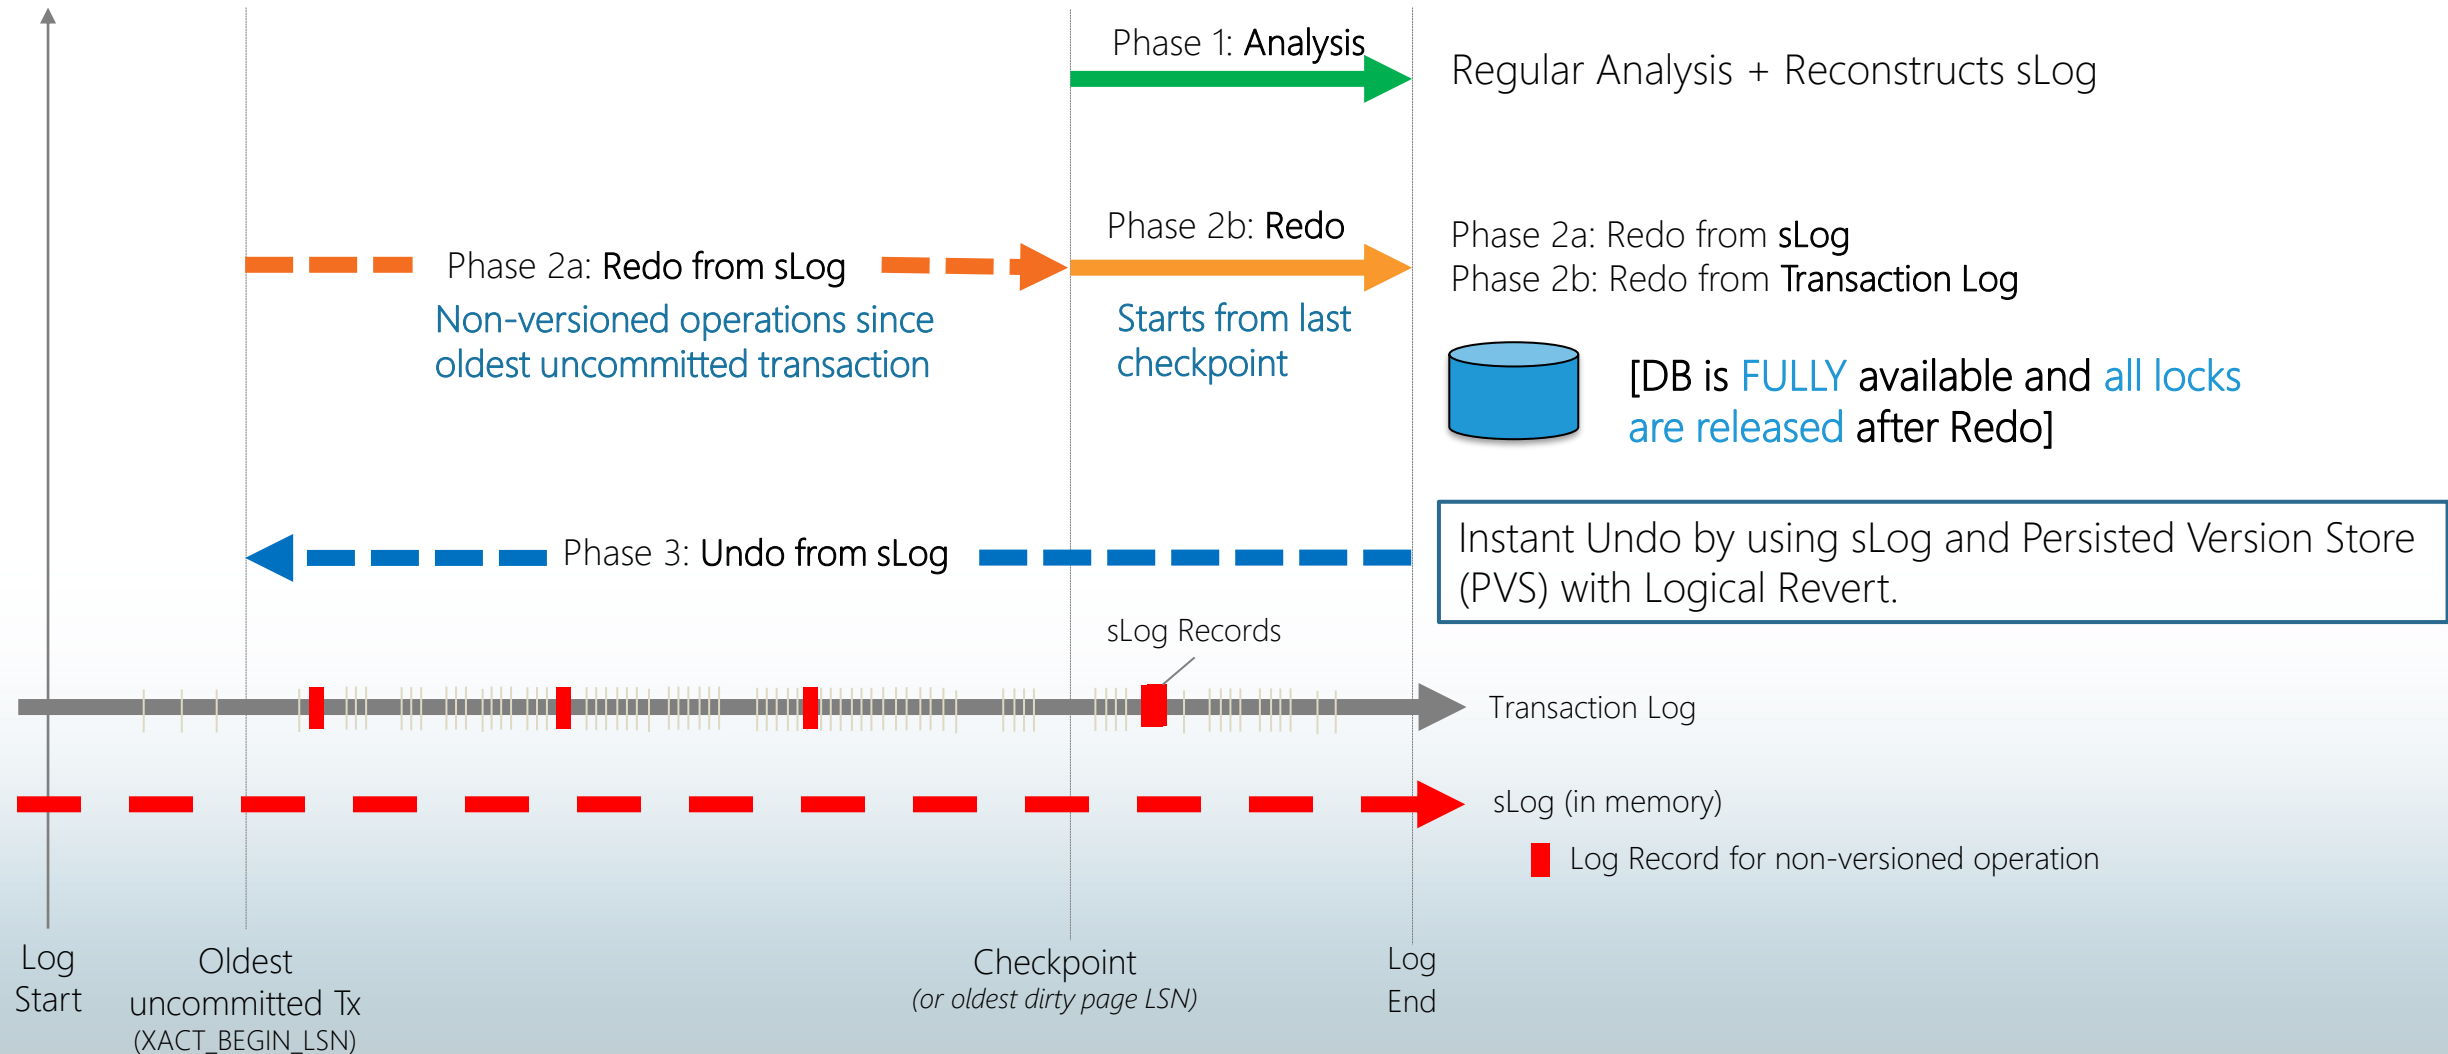 Phase 1: Analysis
Regular Analysis + Reconstructs sLog
Phase 2a: Redo from sLog
Non-versioned operations since
oldest uncommitted transaction
Phase 2b: Redo
Starts from last
checkpoint
Phase 2a: Redo from sLog
Phase 2b: Redo from Transaction Log
[DB is FULLY available and all locks
are released after Redo]
Phase 3: Undo from sLog
Instant Undo by using sLog and Persisted Version Store
(PVS) with Logical Revert.
sLog Records
Transaction Log
sLog (in memory)
Log Record for non-versioned operation
Log
Start
Oldest
uncommitted Tx
(XACT_BEGIN_LSN)
Checkpoint
(or oldest dirty page LSN)
Log
End